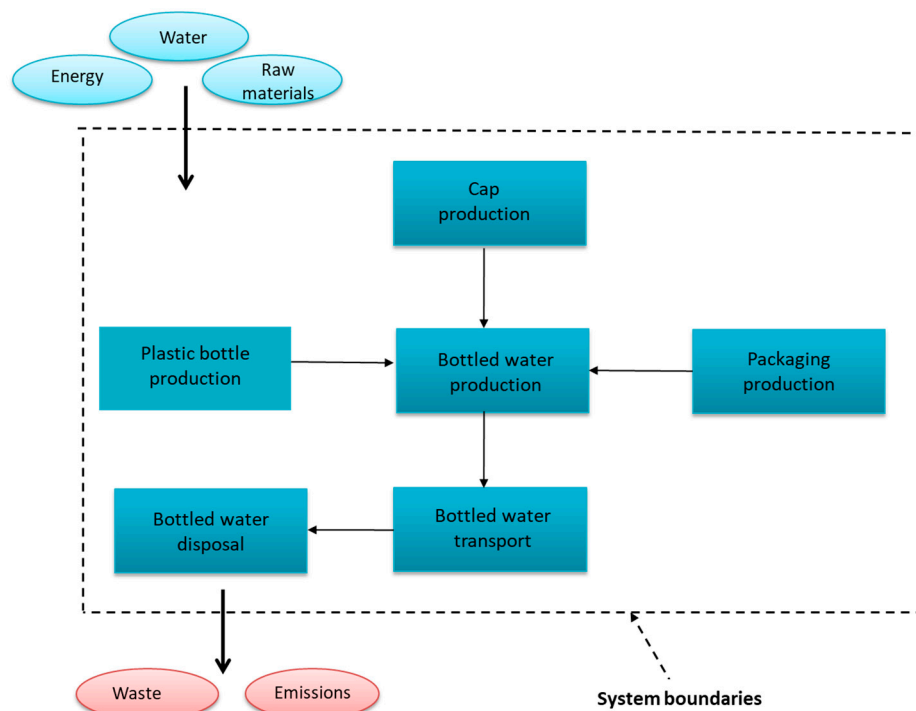 Water
Energy
Raw
materials
Cap
production
Plastic bottle
production
Bottled water
production
Packaging
production
Bottled water
disposal
Bottled water
transport
Waste
Emissions
System boundaries